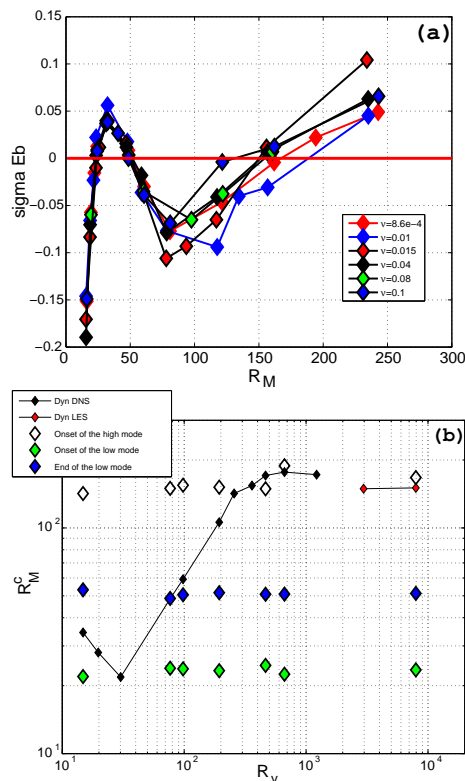 (a)
sigma Eb
0.15
0.1
0.05
0
−0.05
−0.1
−0.15
−0.2
ν=8.6e−4
ν=0.01
ν=0.015
ν=0.04
ν=0.08
ν=0.1
0 50 100 150 200 250 300
R_M
Dyn DNS
Dyn LES
Onset of the high mode
Onset of the low mode
End of the low mode
(b)
R_M^c
10^2
10^1
10^1 10^2 10^3 10^4
R_v